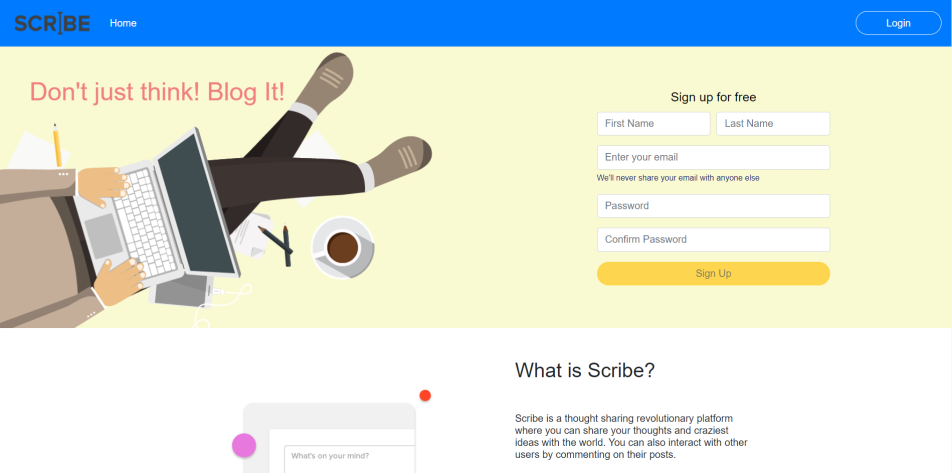 SCRIBE
Home
Login
Don't just think! Blog It!
Sign up for free
First Name
Last Name
Enter your email
We'll never share your email with anyone else
Password
Confirm Password
Sign Up
What is Scribe?
Scribe is a thought sharing revolutionary platform
where you can share your thoughts and craziest
ideas with the world. You can also interact with other
users by commenting on their posts.
What's on your mind?